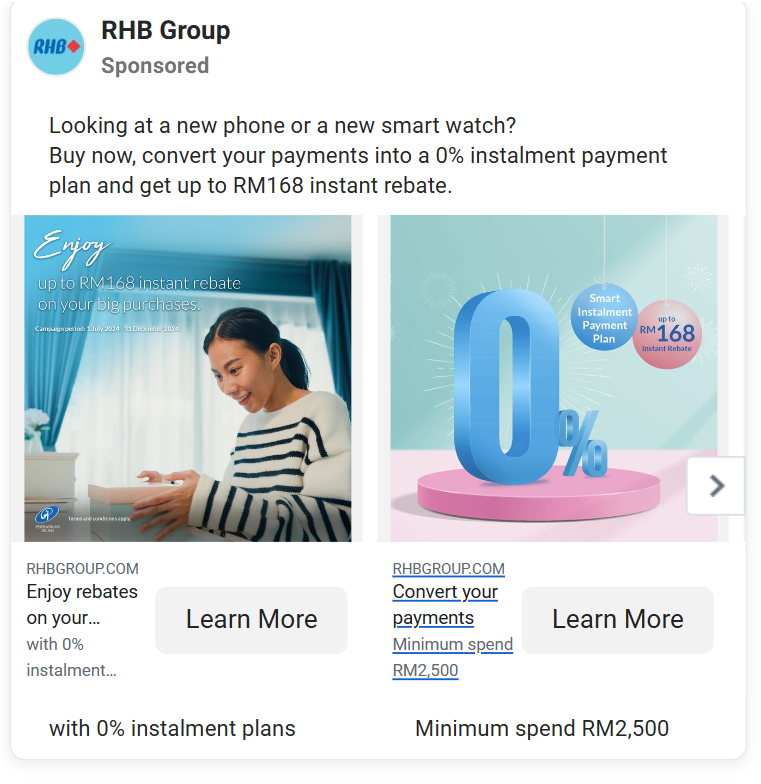 RHB
RHB Group
Sponsored
Looking at a new phone or a new smart watch?
Buy now, convert your payments into a 0% instalment payment
plan and get up to RM168 instant rebate.
Enjoy
up to RM168 instant rebate
on your big purchases.
Campaign period: 1 July 2024 - 31 December 2024
PERBANKAN
ISLAM
Terms and conditions apply.
0%
Smart
Instalment
Payment
Plan
up to
RM168
Instant Rebate
RHBGROUP.COM
Enjoy rebates
on your...
with 0%
instalment...
Learn More
RHBGROUP.COM
Convert your
payments
Minimum spend
RM2,500
Learn More
with 0% instalment plans
Minimum spend RM2,500